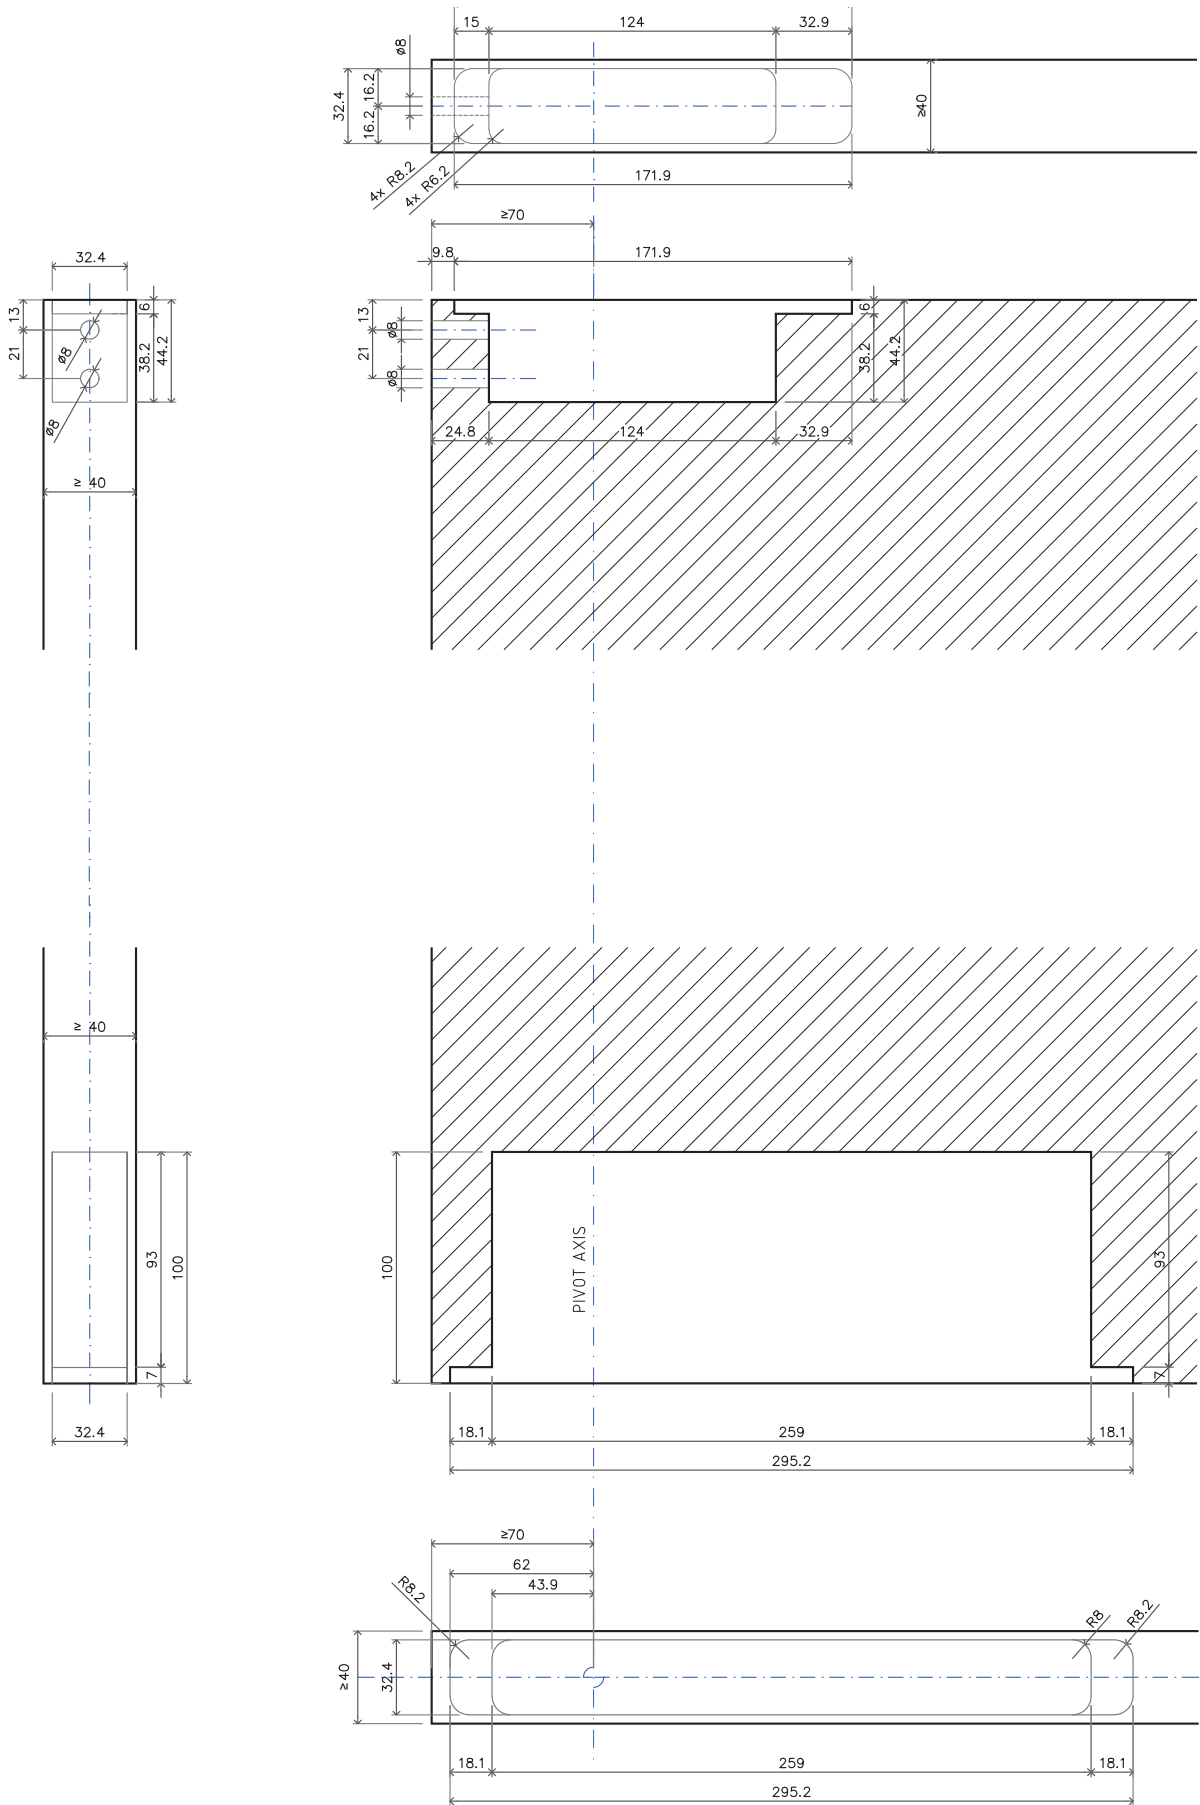 15 124 32.9
ø8
32.4 16.2 16.2
≥40
4x R8.2
4x R6.2
171.9
≥70
9.8 171.9
32.4
13 6
21 38.2 44.2
ø8
ø8
≥ 40
13 ø8 6
21 ø8 38.2 44.2
24.8 124 32.9
≥ 40
93 100
7
32.4
100
PIVOT AXIS
93
7
18.1 259 18.1
295.2
≥70
62
43.9
R8.2 R8 R8.2
≥40 32.4
18.1 259 18.1
295.2